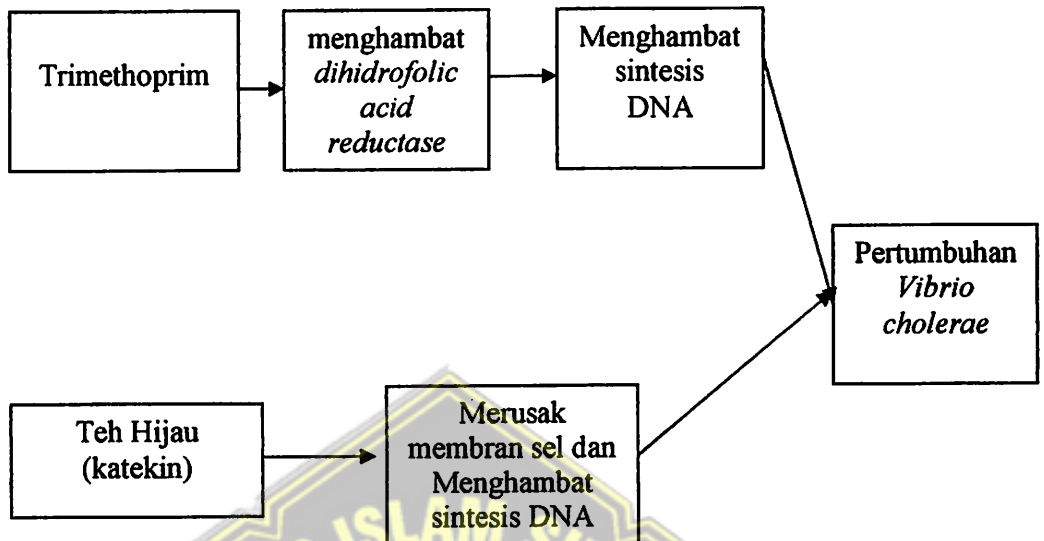 Trimethoprim
menghambat
dihidrofolic
acid
reductase
Menghambat
sintesis
DNA
Pertumbuhan
Vibrio
cholerae
Teh Hijau
(katekin)
Merusak
membran sel dan
Menghambat
sintesis DNA
ISLAM